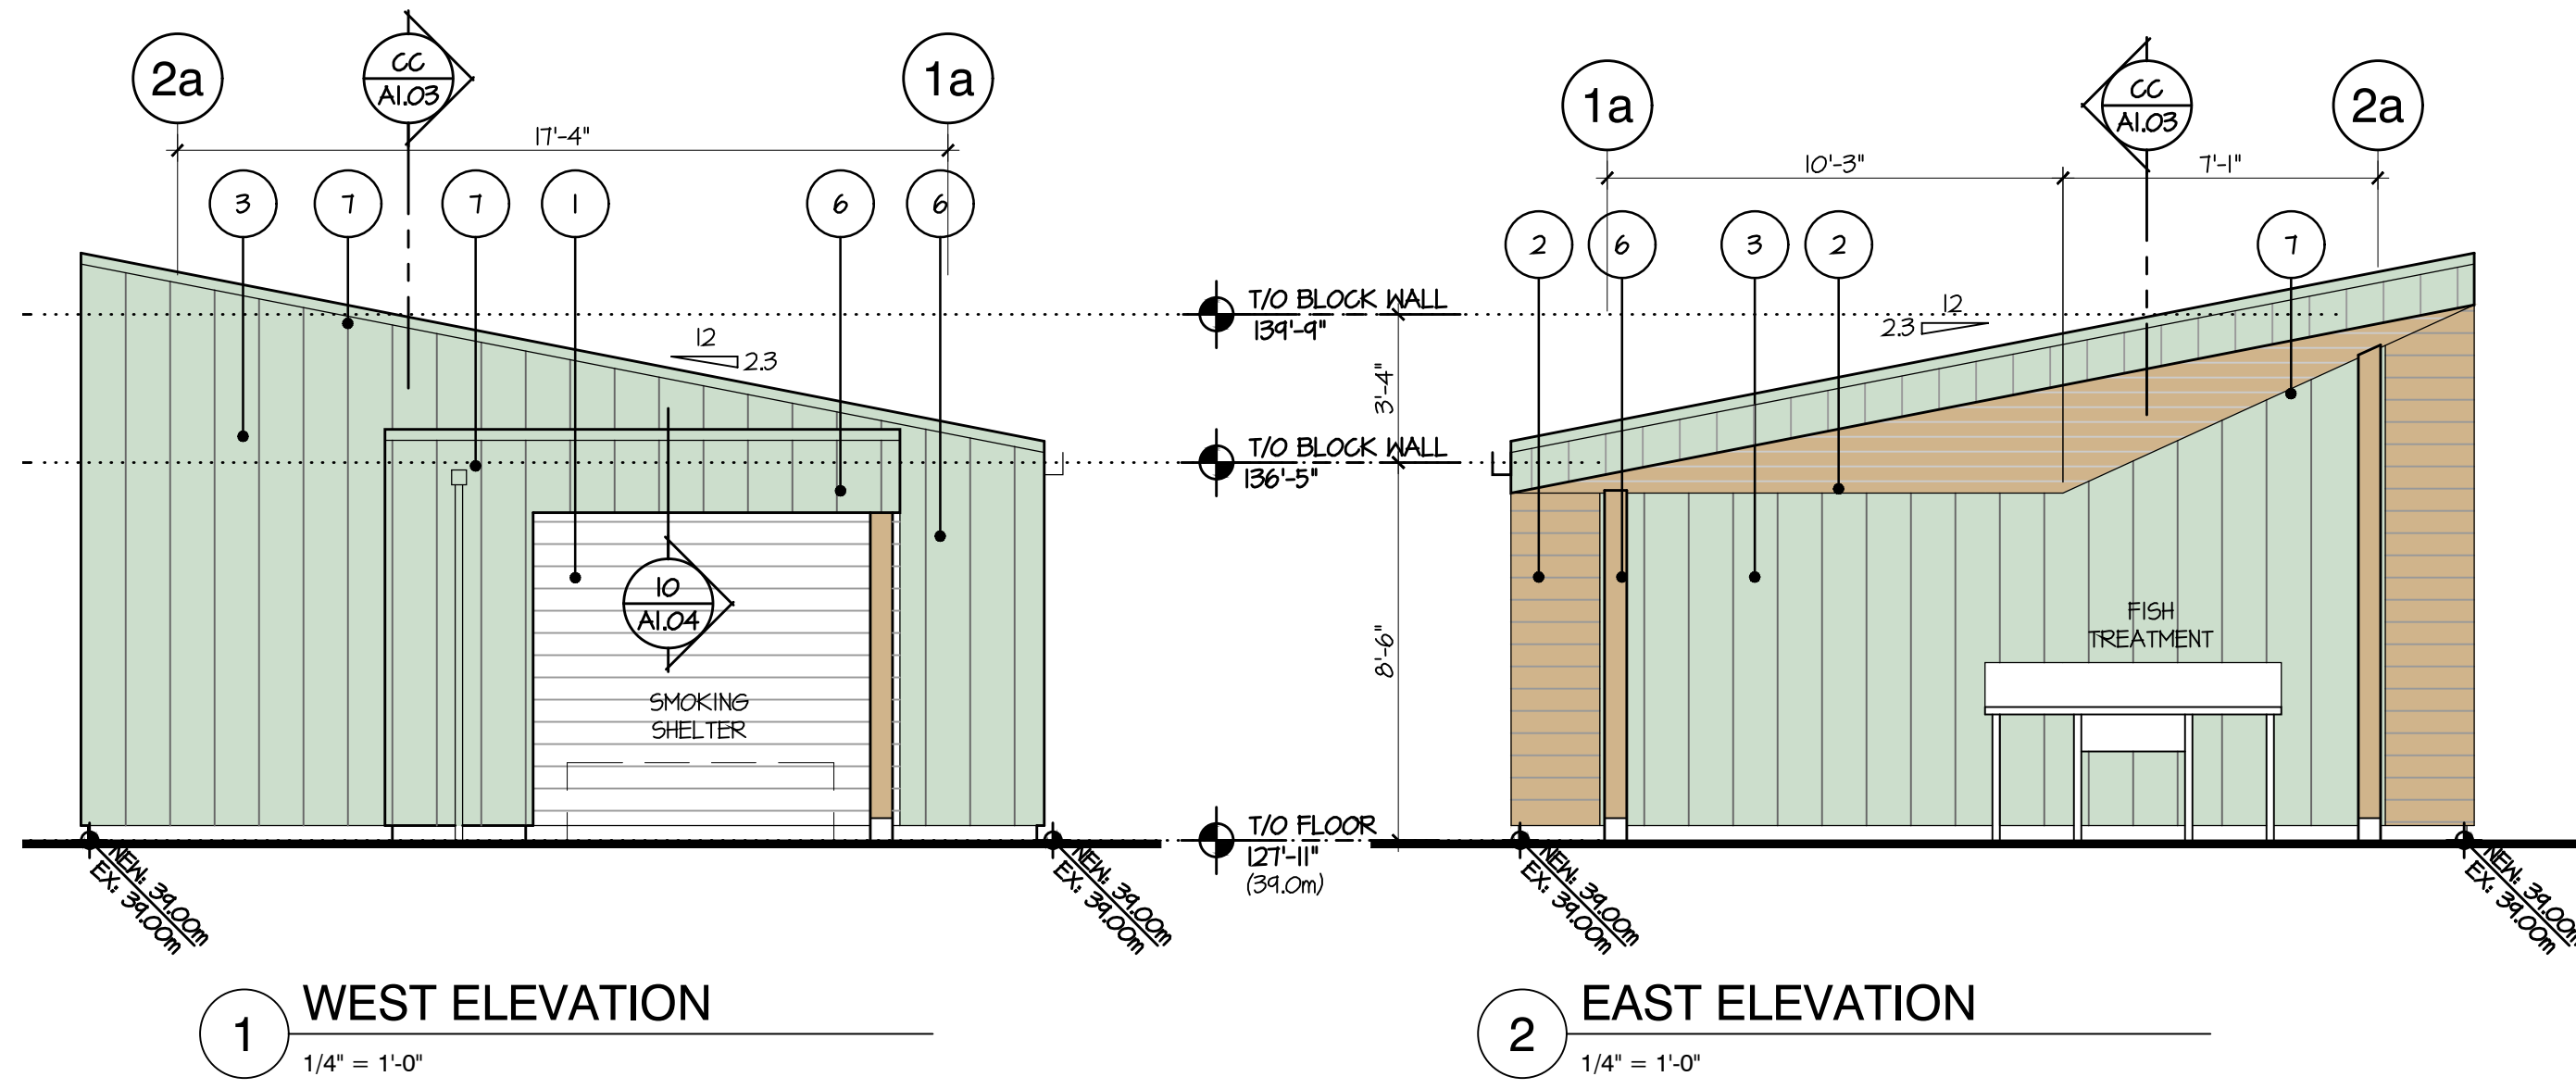 2a
CC
A1.03
1a
17'-4"
3
7
7
1
6
6
12
2.3
10
A1.04
SMOKING
SHELTER
NEW: 39.00m
EX: 39.00m
NEW: 39.00m
EX: 39.00m
1
WEST ELEVATION
1/4" = 1'-0"
T/O BLOCK WALL
139'-9"
3'-4"
T/O BLOCK WALL
136'-5"
8'-6"
T/O FLOOR
127'-11"
(39.0m)
1a
CC
A1.03
2a
10'-3"
7'-1"
2
6
3
2
7
12
2.3
FISH
TREATMENT
NEW: 39.00m
EX: 39.00m
NEW: 39.00m
EX: 39.00m
2
EAST ELEVATION
1/4" = 1'-0"